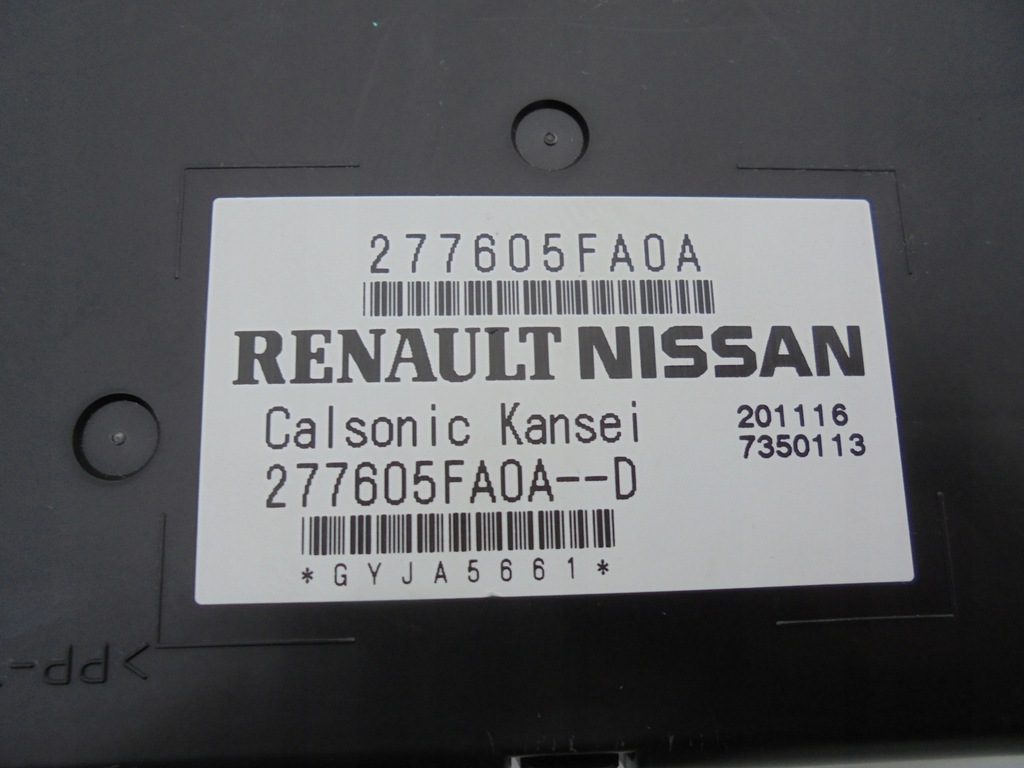 277605FA0A
RENAULT NISSAN
Calsonic Kansei
201116
7350113
277605FA0A--D
*GYJA5661*
>PP-